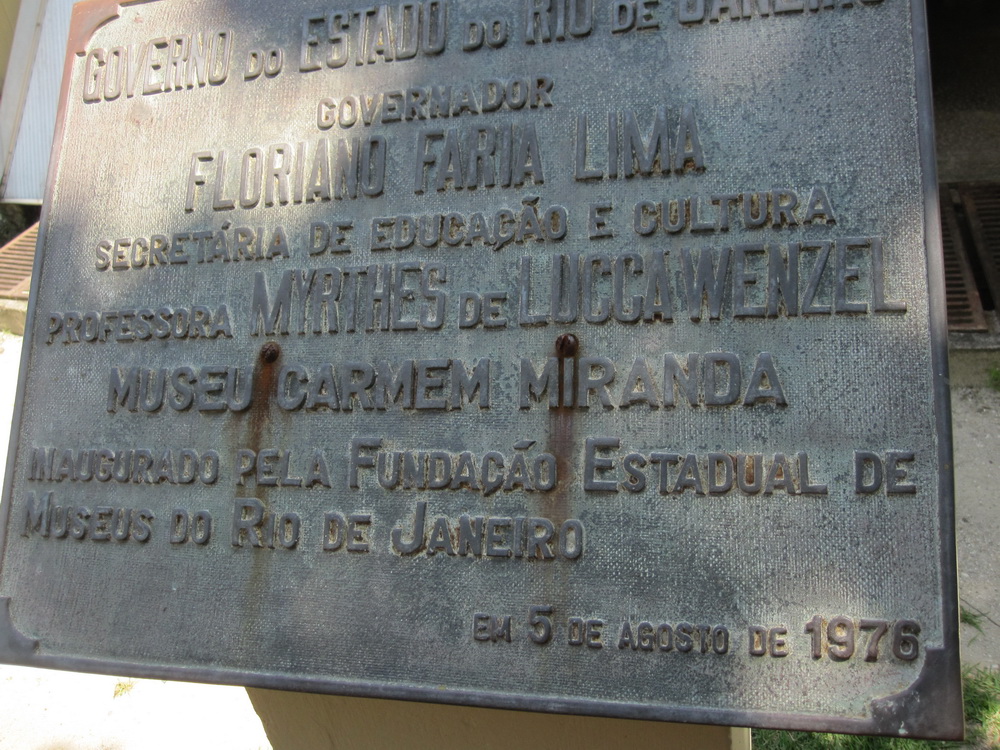 GOVERNO DO ESTADO DO RIO DE JANEIRO
GOVERNADOR
FLORIANO FARIA LIMA
SECRETÁRIA DE EDUCAÇÃO E CULTURA
PROFESSORA MYRTHES DE LUCCA WENZEL
MUSEU CARMEM MIRANDA
INAUGURADO PELA FUNDAÇÃO ESTADUAL DE
MUSEUS DO RIO DE JANEIRO
EM 5 DE AGOSTO DE 1976